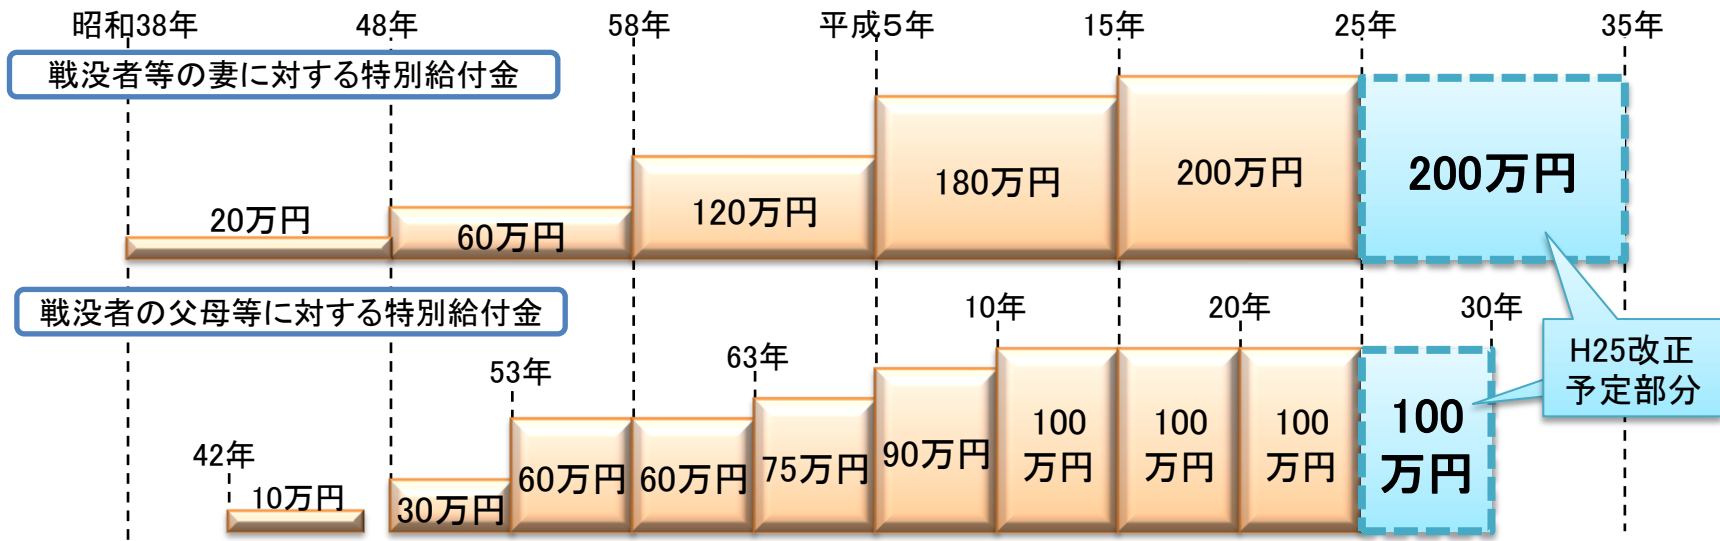 昭和38年
48年
58年
平成5年
15年
25年
35年
戦没者等の妻に対する特別給付金
20万円
60万円
120万円
180万円
200万円
200万円
戦没者の父母等に対する特別給付金
42年
53年
63年
10年
20年
30年
10万円
30万円
60万円
60万円
75万円
90万円
100
万円
100
万円
100
万円
100
万円
H25改正
予定部分